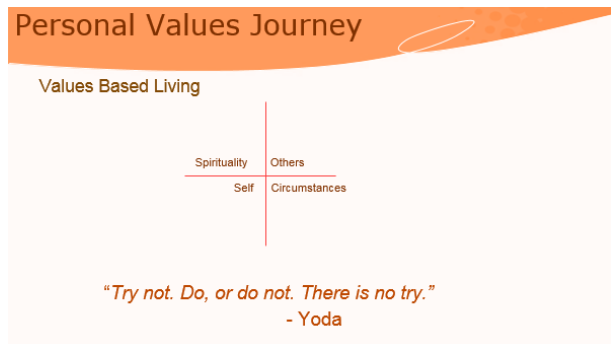 Personal Values Journey
Values Based Living
Spirituality Others
Self Circumstances
“Try not. Do, or do not. There is no try.”
- Yoda